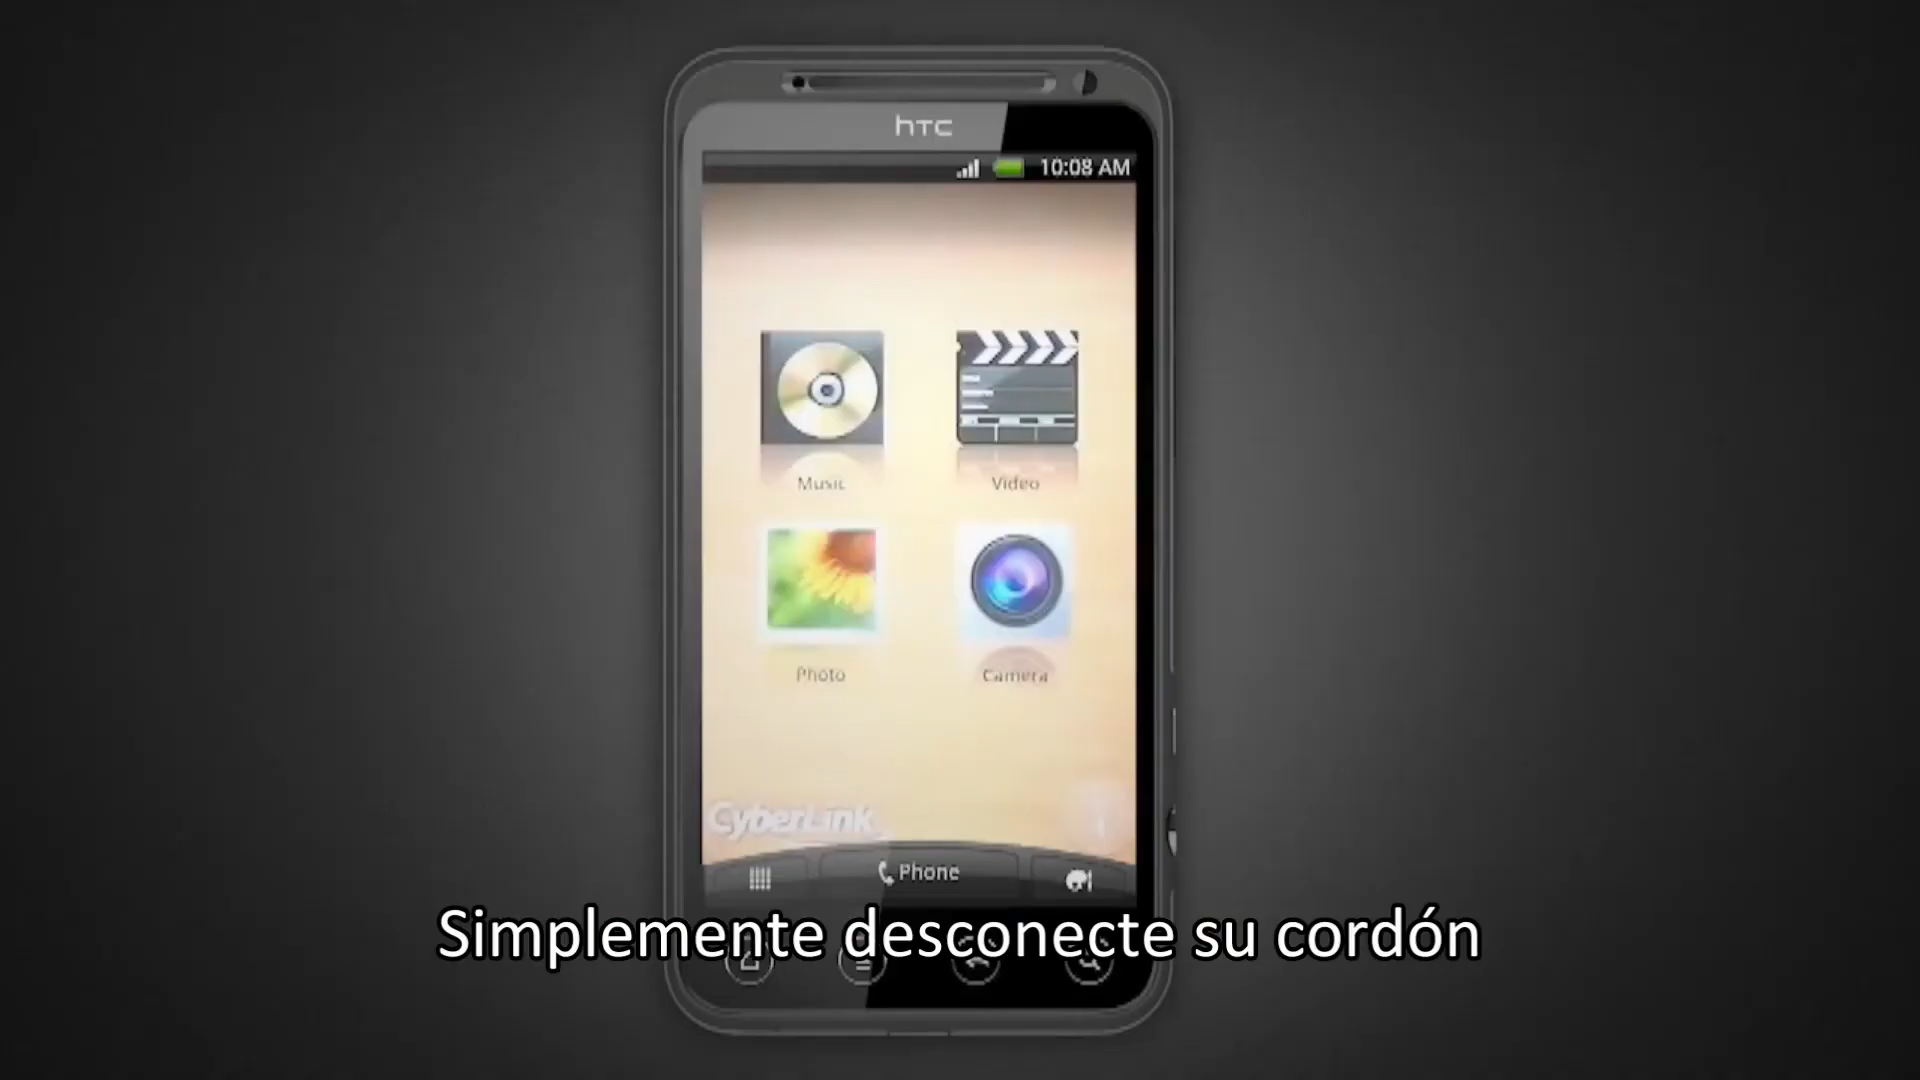 hTC
10:08 AM
Music
Video
Photo
Camera
CyberLink
Phone
Simplemente desconecte su cordón